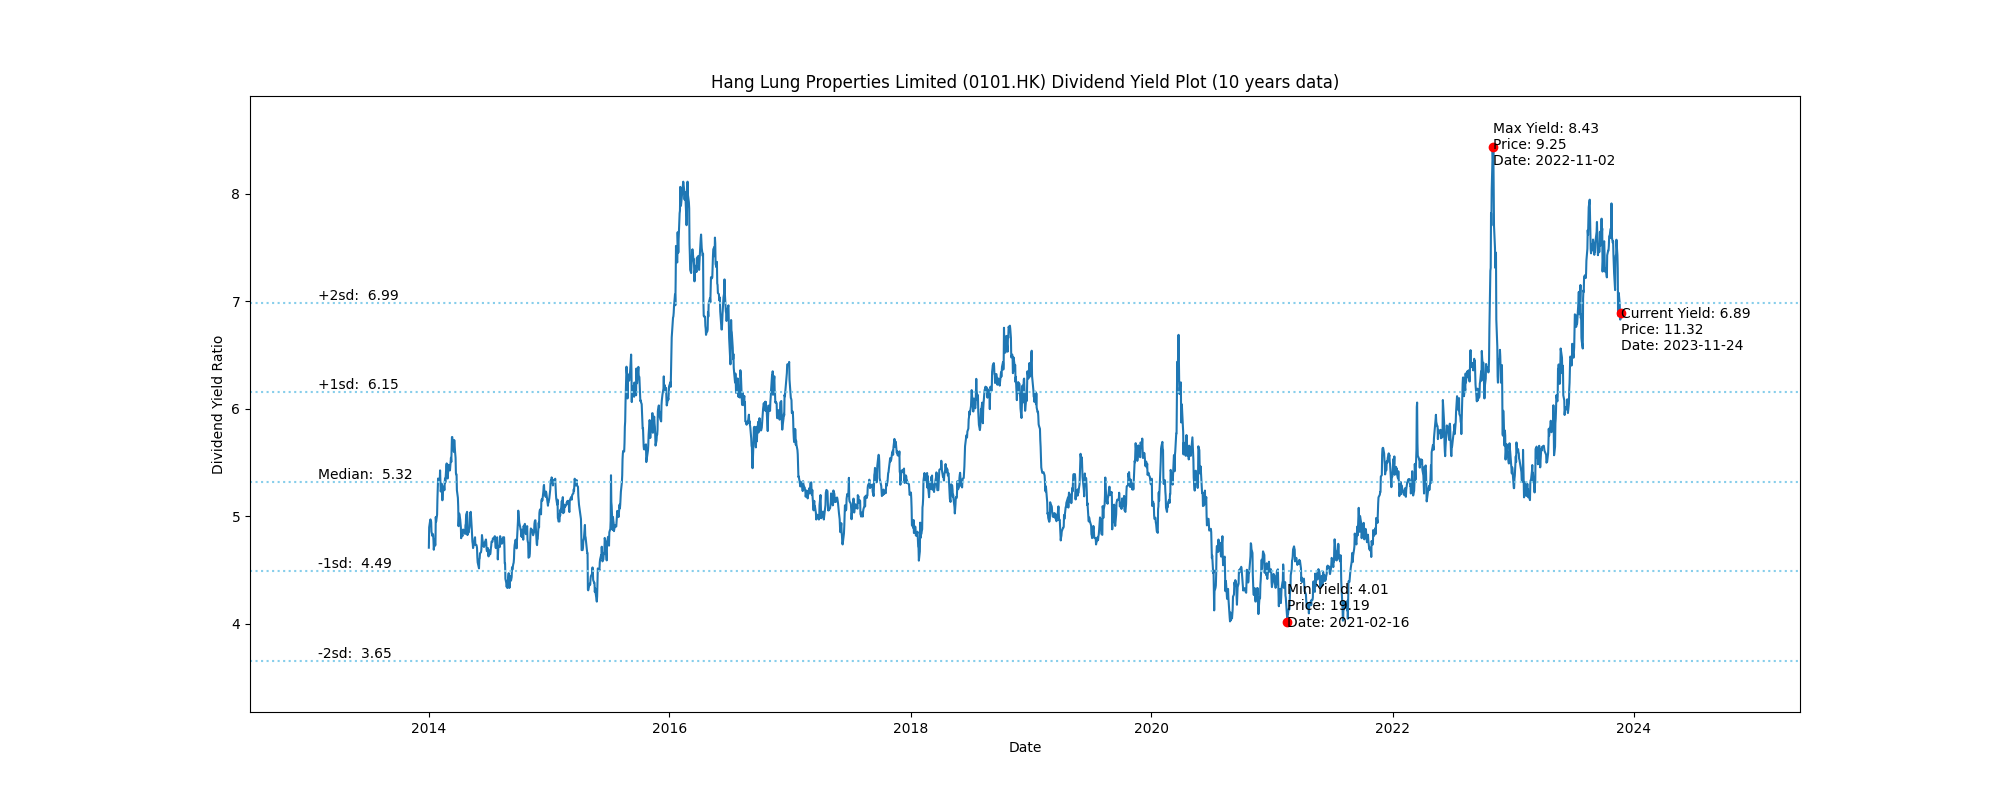 Hang Lung Properties Limited (0101.HK) Dividend Yield Plot (10 years data)
Max Yield: 8.43
Price: 9.25
Date: 2022-11-02
8
+2sd:  6.99
7
Current Yield: 6.89
Price: 11.32
Date: 2023-11-24
+1sd:  6.15
6
Dividend Yield Ratio
Median:  5.32
5
-1sd:  4.49
Min Yield: 4.01
Price: 19.19
Date: 2021-02-16
4
-2sd:  3.65
2014
2016
2018
2020
2022
2024
Date